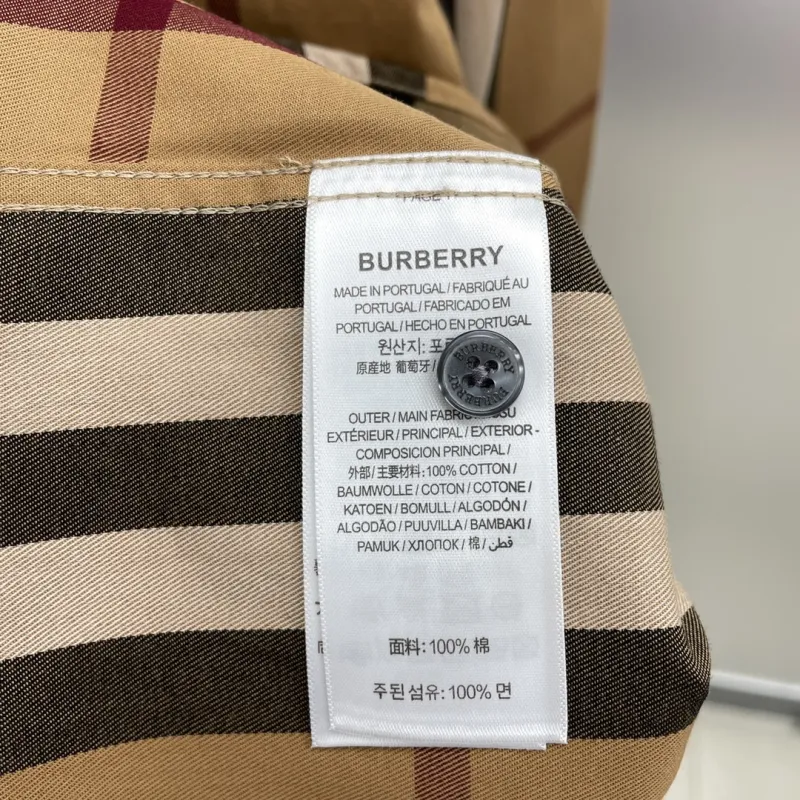 BURBERRY
MADE IN PORTUGAL / FABRIQUÉ AU
PORTUGAL / FABRICADO EM
PORTUGAL / HECHO EN PORTUGAL
원산지:
原産地 葡萄牙 /
BURBERRY
BURBERRY
OUTER / MAIN
EXTÉRIEUR / PRINCIPAL / EXTERIOR -
COMPOSICION PRINCIPAL /
外部 / 主要材料: 100% COTTON /
BAUMWOLLE / COTON / COTONE /
KATOEN / BOMULL / ALGODÓN /
ALGODÃO / PUUVILLA / BAMBAKI /
PAMUK / ХЛОПОК / 棉 / قطن
面料: 100% 棉
주된 섬유: 100% 면